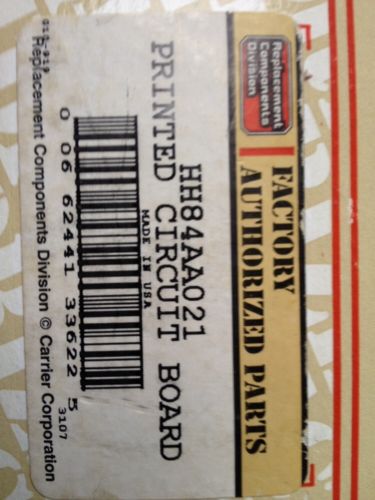 Replacement
Components
Division
FACTORY
AUTHORIZED PARTS
HH84AA021
PRINTED CIRCUIT BOARD
MADE IN USA
0 06 62441 33622 5
3107
Replacement Components Division © Carrier Corporation